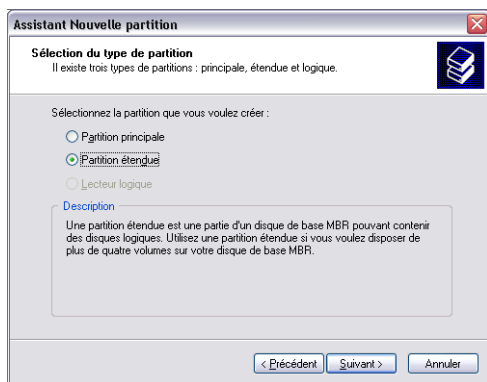 Assistant Nouvelle partition
Sélection du type de partition
Il existe trois types de partitions : principale, étendue et logique.
Sélectionnez la partition que vous voulez créer :
Partition principale
Partition étendue
Lecteur logique
Description
Une partition étendue est une partie d'un disque de base MBR pouvant contenir
des disques logiques. Utilisez une partition étendue si vous voulez disposer de
plus de quatre volumes sur votre disque de base MBR.
< Précédent
Suivant >
Annuler